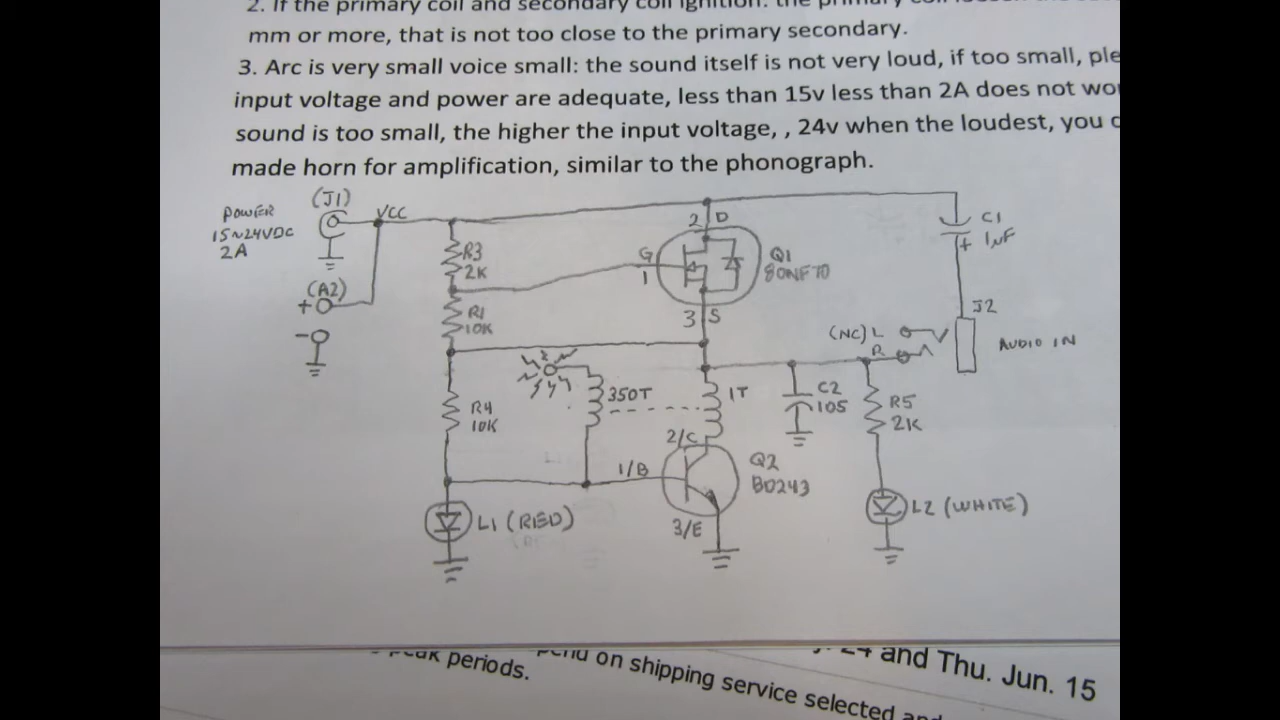 2. If the primary coil and secondary coil ignition: the primary coil
mm or more, that is not too close to the primary secondary.
3. Arc is very small voice small: the sound itself is not very loud, if too small, ple
input voltage and power are adequate, less than 15v less than 2A does not wo
sound is too small, the higher the input voltage, , 24v when the loudest, you
made horn for amplification, similar to the phonograph.
(J1)
POWER
15~24VDC
2A
VCC
(A2)
+
-
R3
2K
R1
10K
R4
10K
L1 (RED)
350T
1T
2 D
G
1
Q1
80NF70
3 S
2/C
1/B
3/E
Q2
BD243
C1
+ 1uF
J2
AUDIO IN
(NC) L
R
C2
105
R5
2K
L2 (WHITE)
peak periods.
on shipping service selected
24 and Thu. Jun. 15